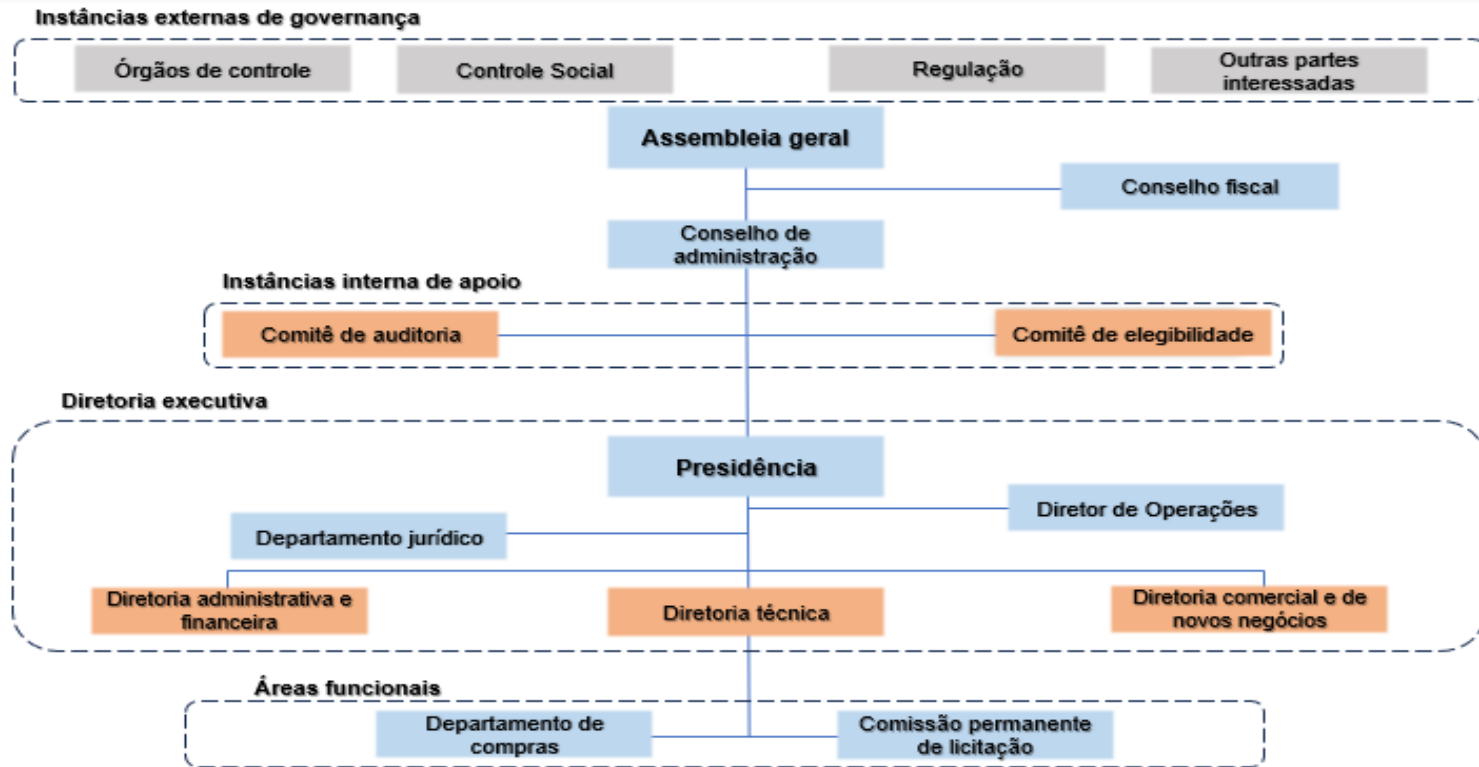 Instâncias externas de governança
Órgãos de controle
Controle Social
Regulação
Outras partes
interessadas
Assembleia geral
Conselho fiscal
Conselho de
administração
Instâncias interna de apoio
Comitê de auditoria
Comitê de elegibilidade
Diretoria executiva
Presidência
Diretor de Operações
Departamento jurídico
Diretoria administrativa e
financeira
Diretoria técnica
Diretoria comercial e de
novos negócios
Áreas funcionais
Departamento de
compras
Comissão permanente
de licitação